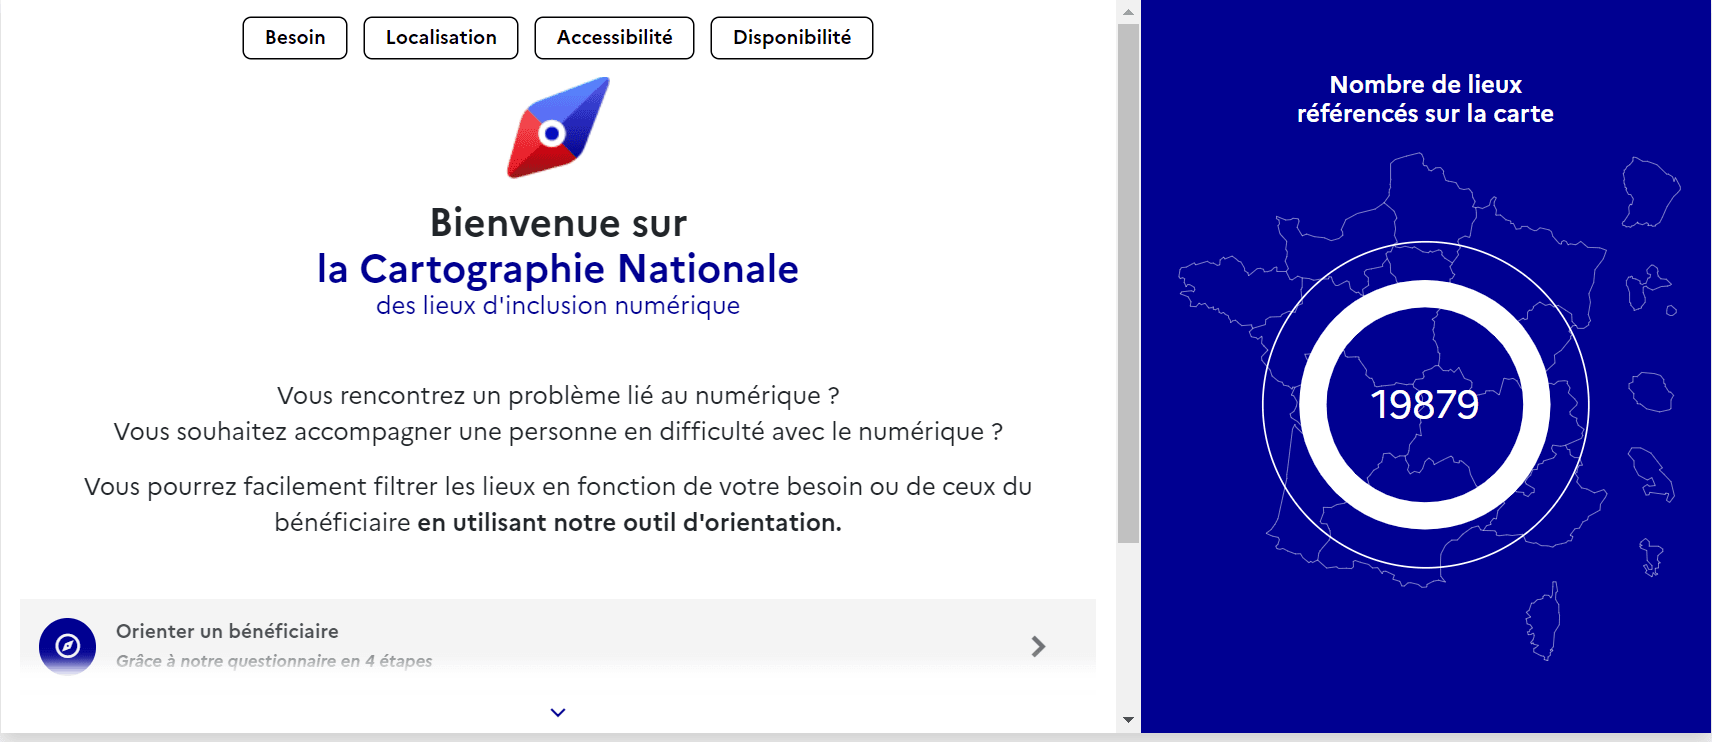 Besoin
Localisation
Accessibilité
Disponibilité
Bienvenue sur
la Cartographie Nationale
des lieux d'inclusion numérique
Vous rencontrez un problème lié au numérique ?
Vous souhaitez accompagner une personne en difficulté avec le numérique ?
Vous pourrez facilement filtrer les lieux en fonction de votre besoin ou de ceux du
bénéficiaire en utilisant notre outil d'orientation.
Orienter un bénéficiaire
Grâce à notre questionnaire en 4 étapes
Nombre de lieux
référencés sur la carte
19879